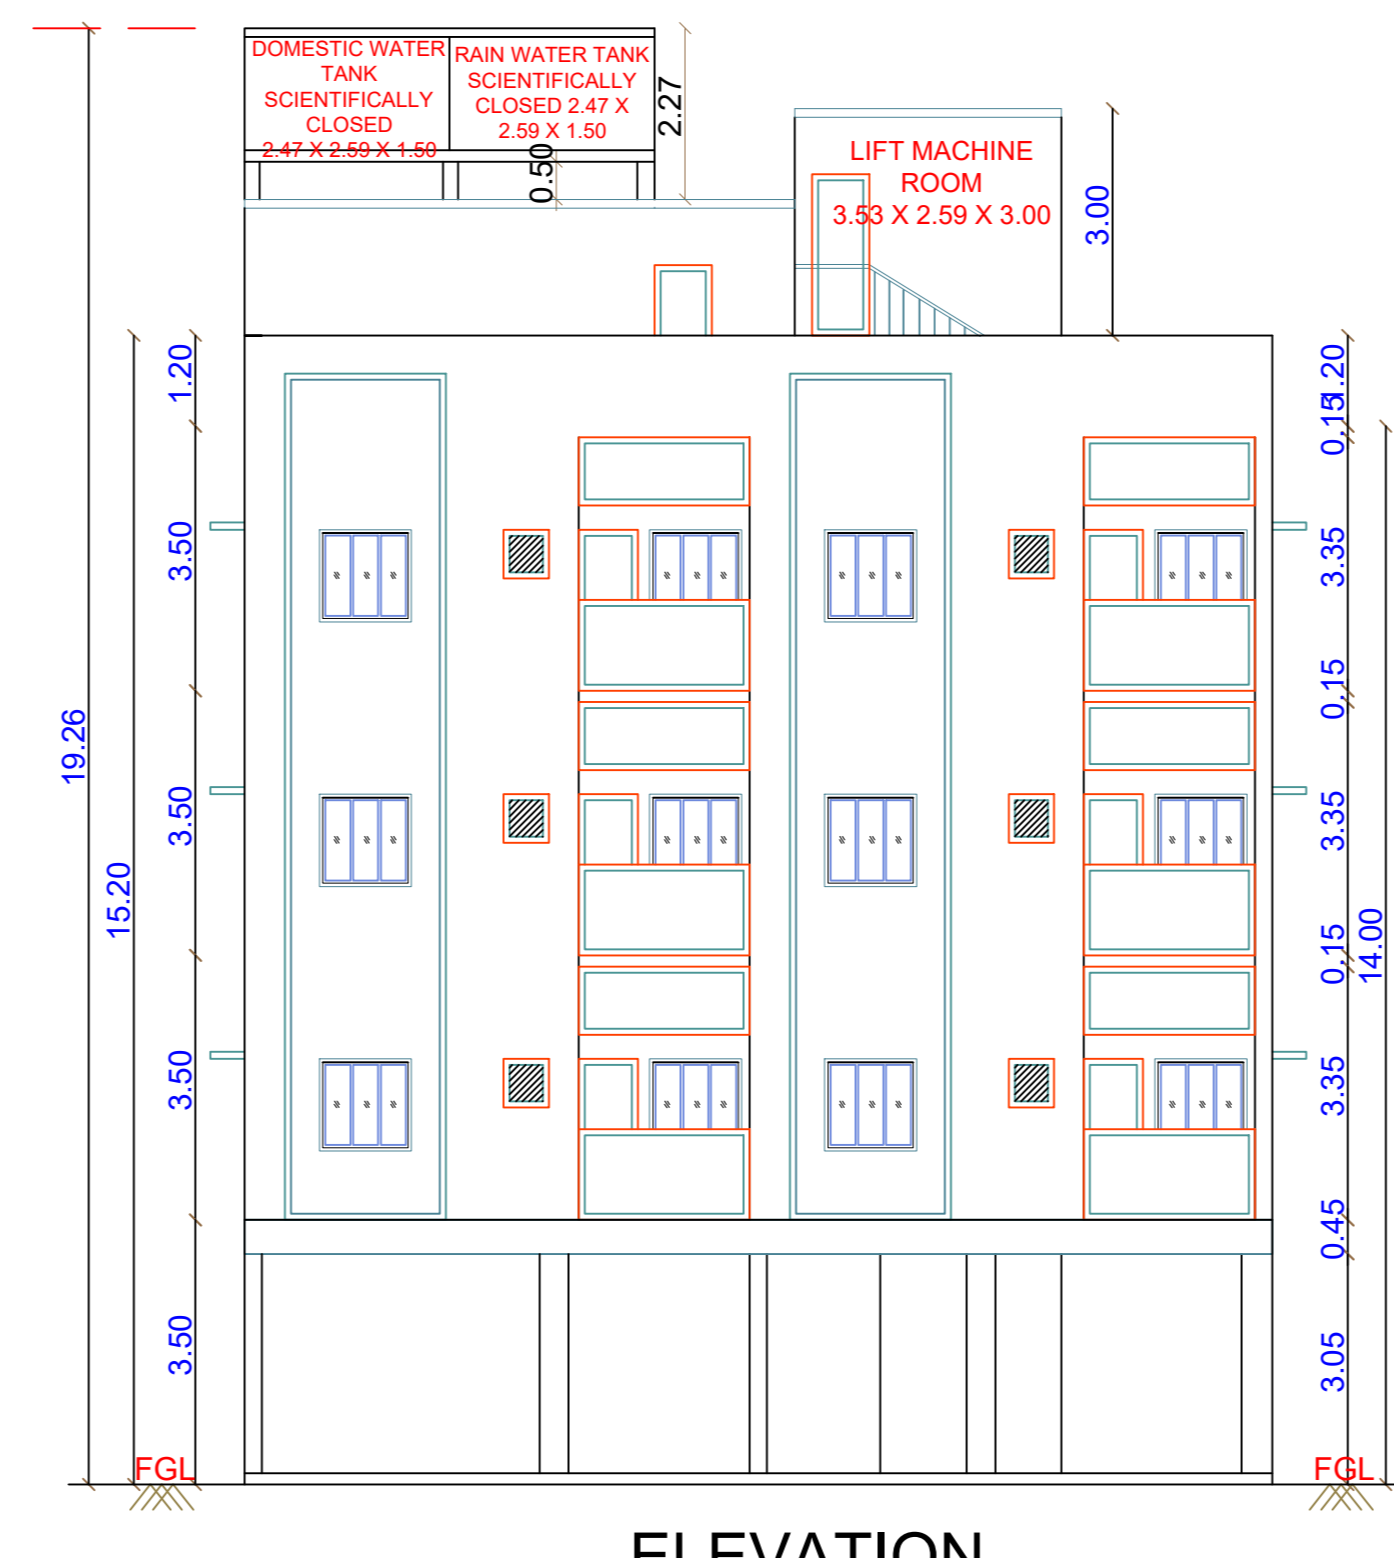 DOMESTIC WATER
TANK
SCIENTIFICALLY
CLOSED
2.47 X 2.59 X 1.50
RAIN WATER TANK
SCIENTIFICALLY
CLOSED 2.47 X
2.59 X 1.50
2.27
0.50
LIFT MACHINE
ROOM
3.53 X 2.59 X 3.00
3.00
1.20
3.50
3.50
3.50
3.50
19.26
15.20
1.20
0.15
3.35
0.15
3.35
0.15
3.35
0.45
3.05
14.00
FGL
FGL
ELEVATION